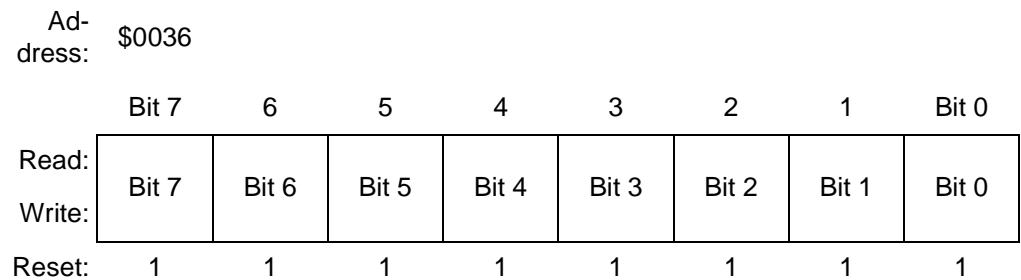 Ad-
dress: $0036
Bit 7 6 5 4 3 2 1 Bit 0
Read:
Bit 7 Bit 6 Bit 5 Bit 4 Bit 3 Bit 2 Bit 1 Bit 0
Write:
Reset: 1 1 1 1 1 1 1 1